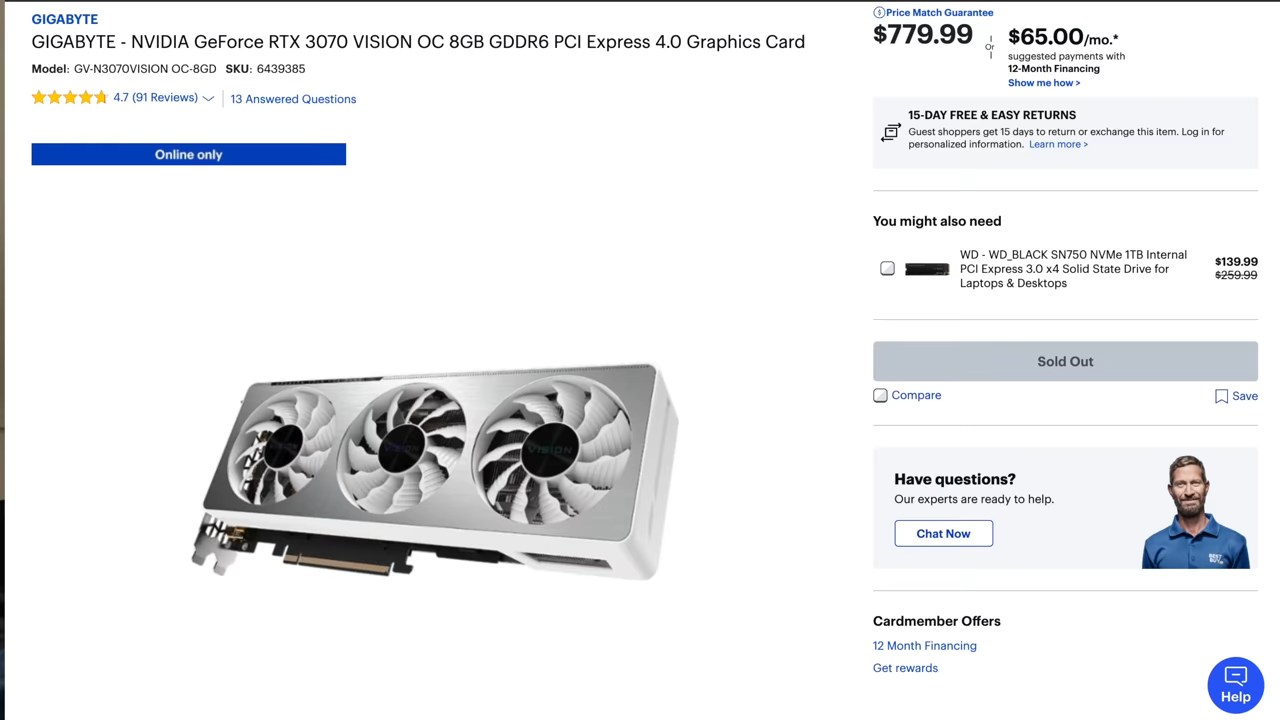 GIGABYTE
GIGABYTE - NVIDIA GeForce RTX 3070 VISION OC 8GB GDDR6 PCI Express 4.0 Graphics Card
Model: GV-N3070VISION OC-8GD SKU: 6439385
4.7 (91 Reviews)
13 Answered Questions
Online only
VISION
VISION
VISION
Price Match Guarantee
$779.99
Or
$65.00/mo.*
suggested payments with
12-Month Financing
Show me how >
15-DAY FREE & EASY RETURNS
Guest shoppers get 15 days to return or exchange this item. Log in for
personalized information. Learn more >
You might also need
WD - WD_BLACK SN750 NVMe 1TB Internal
PCI Express 3.0 x4 Solid State Drive for
Laptops & Desktops
$139.99
$259.99
Sold Out
Compare
Save
Have questions?
Our experts are ready to help.
Chat Now
BEST
BUY
Cardmember Offers
12 Month Financing
Get rewards
Help